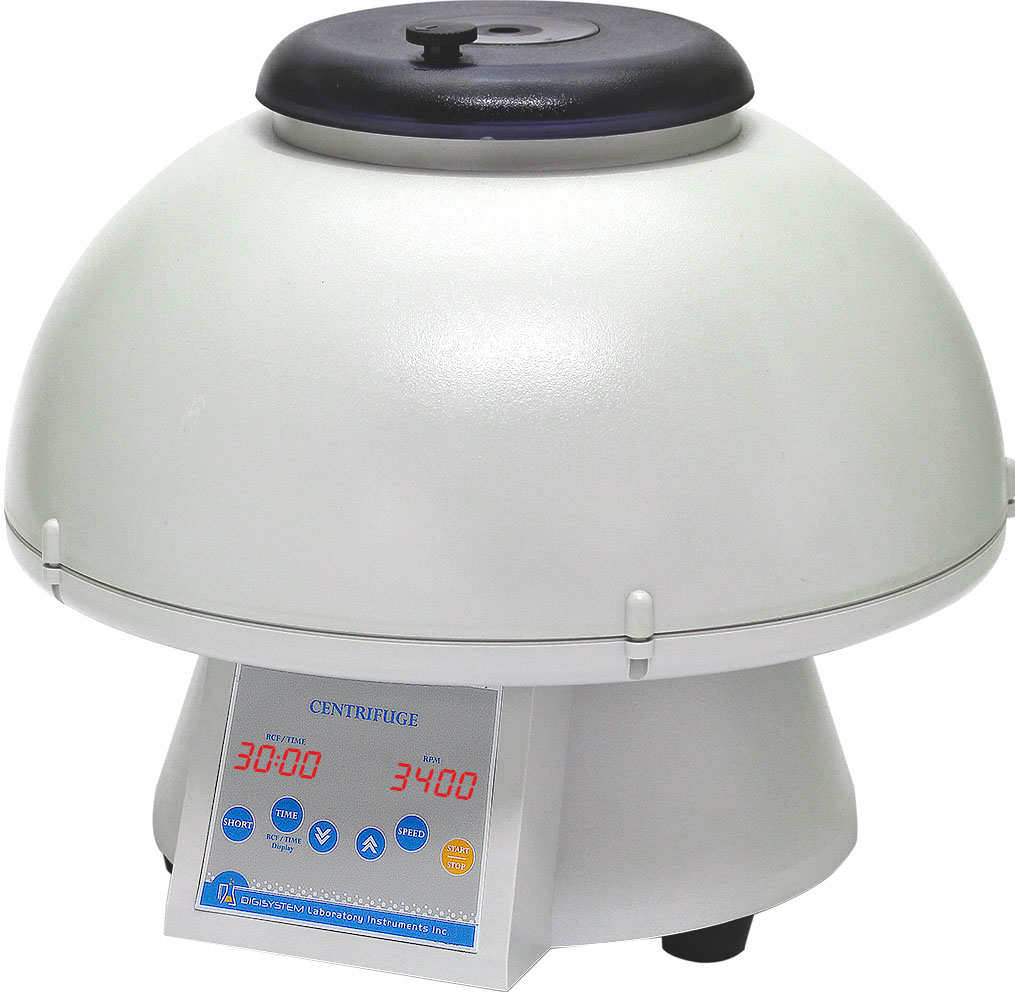 CENTRIFUGE
RCF / TIME
30:00
RPM
3400
SHORT
TIME
RCF / TIME
Display
SPEED
START
STOP
DIGISYSTEM Laboratory Instruments Inc.